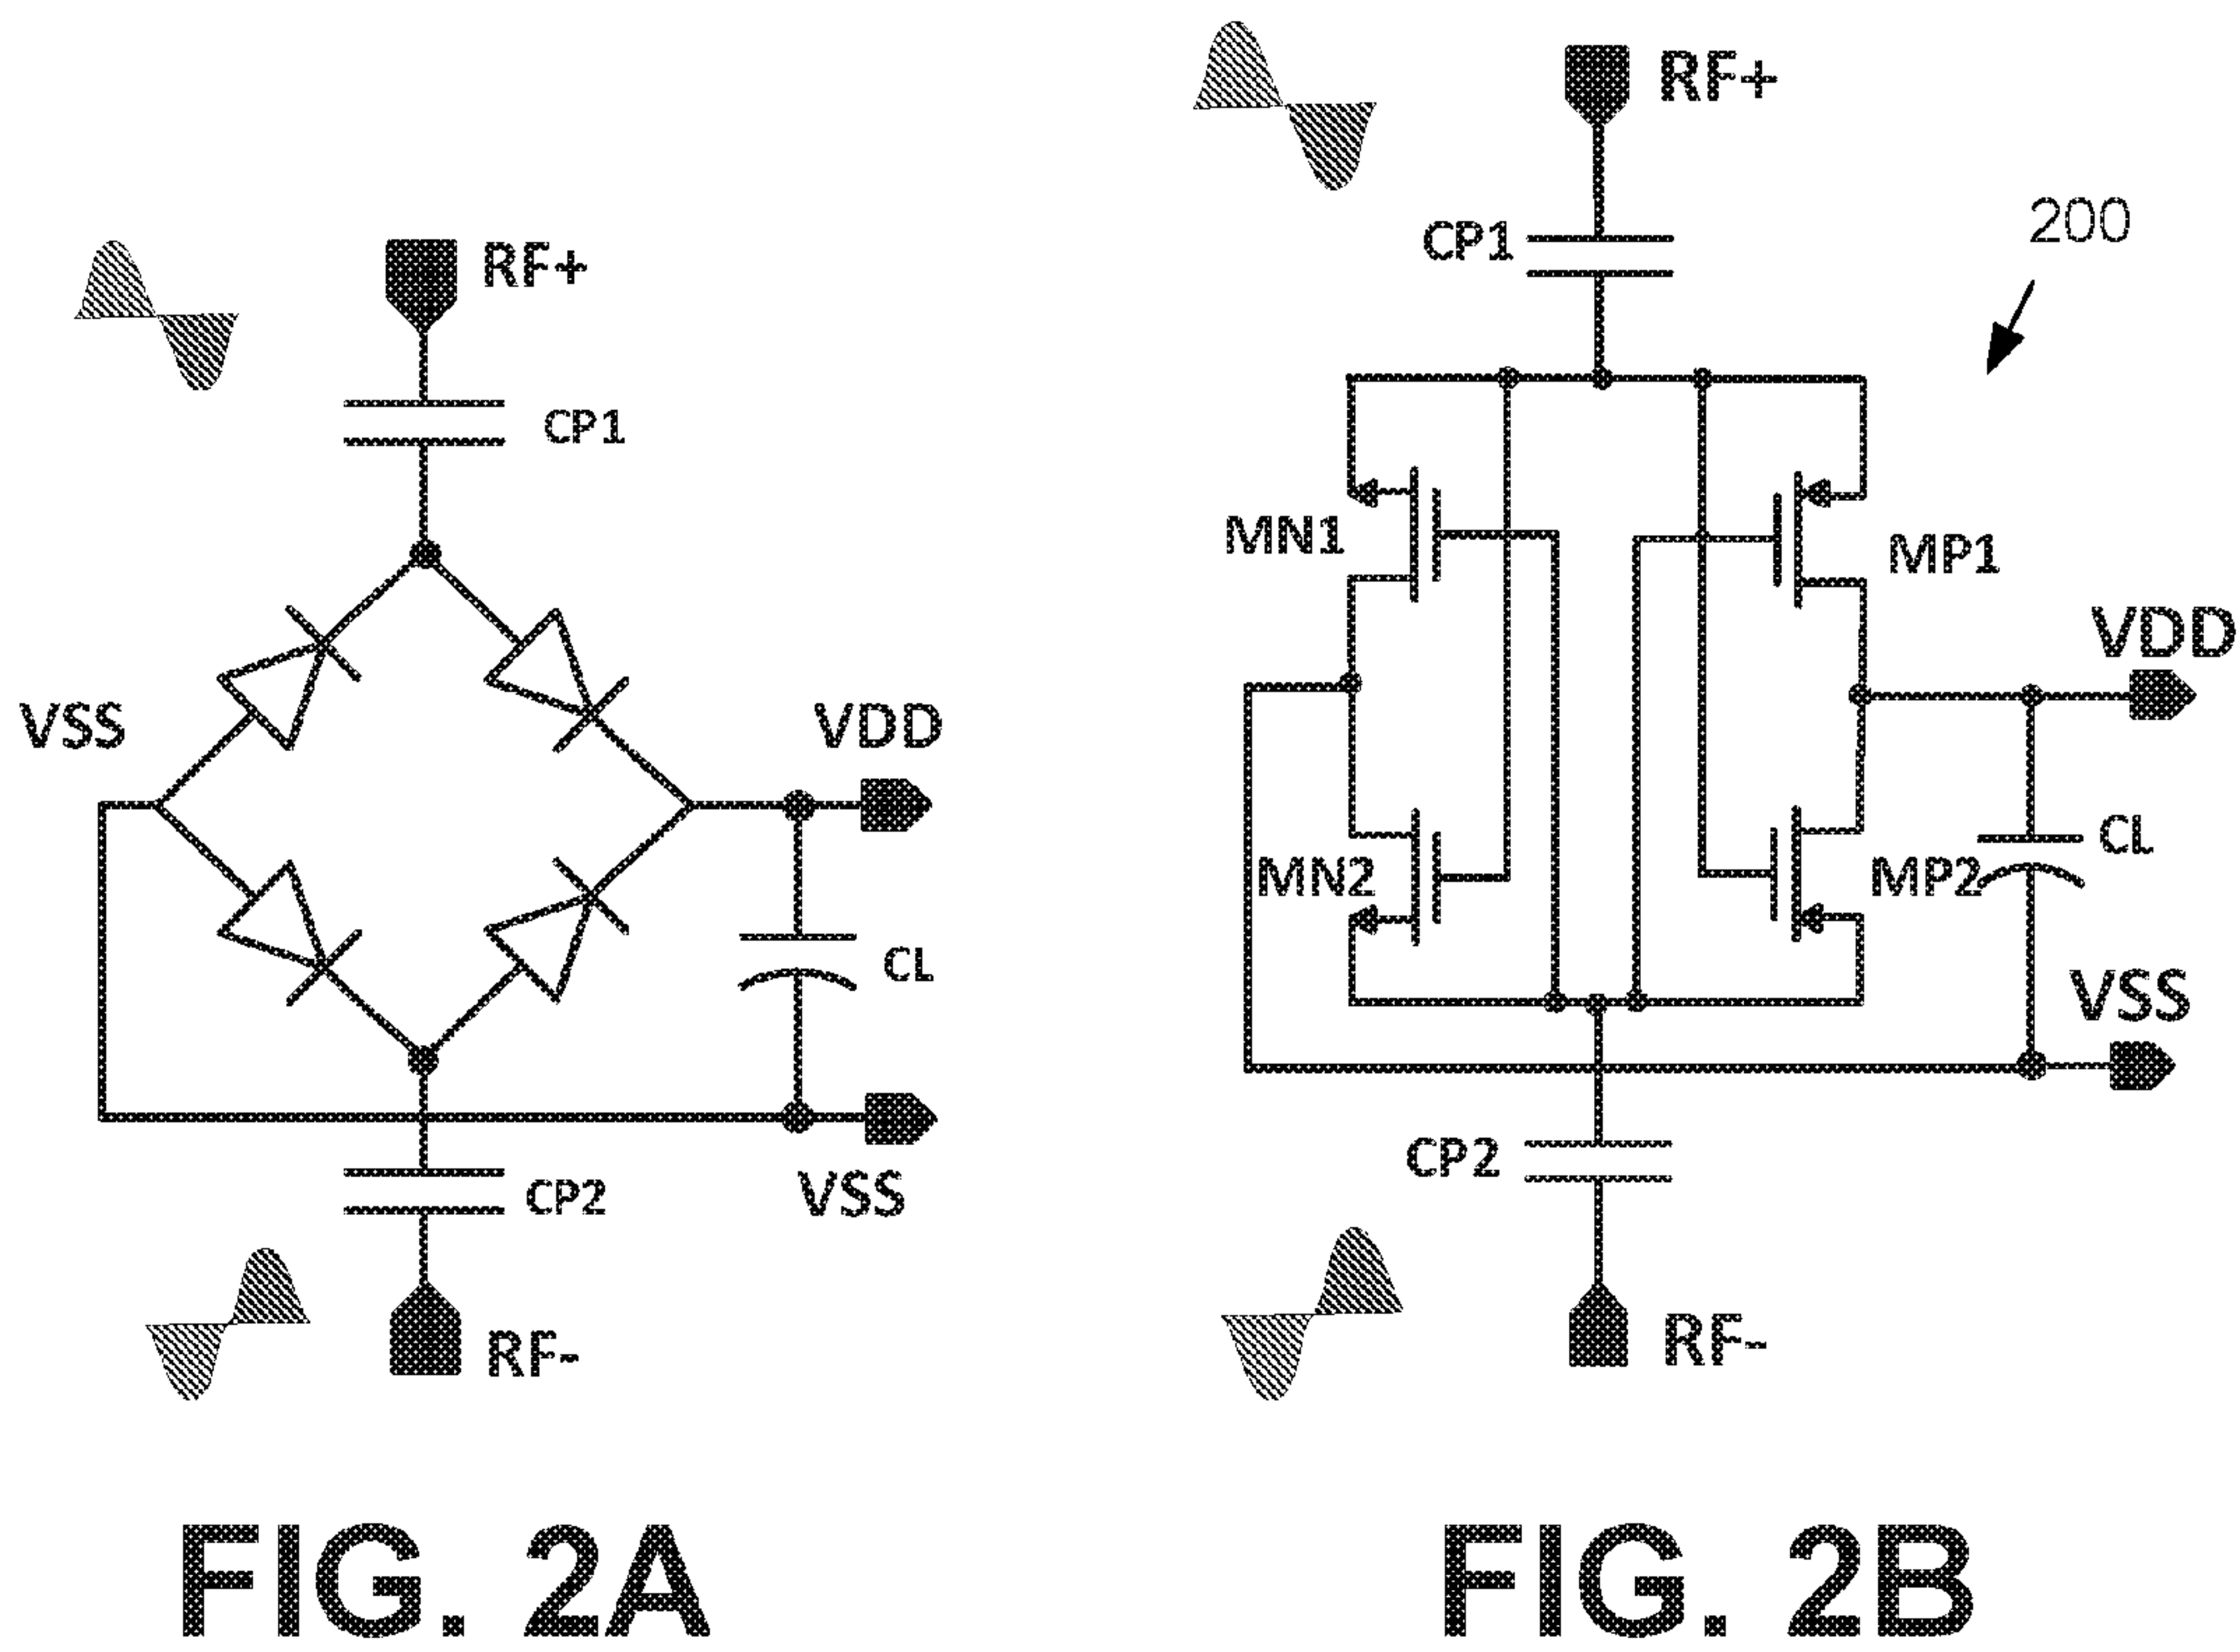 RF+
CP1
VSS
VDD
CL
CP2
VSS
RF-
FIG. 2A
RF+
CP1
200
MN1
MP1
VDD
MN2
MP2
CL
VSS
CP2
RF-
FIG. 2B